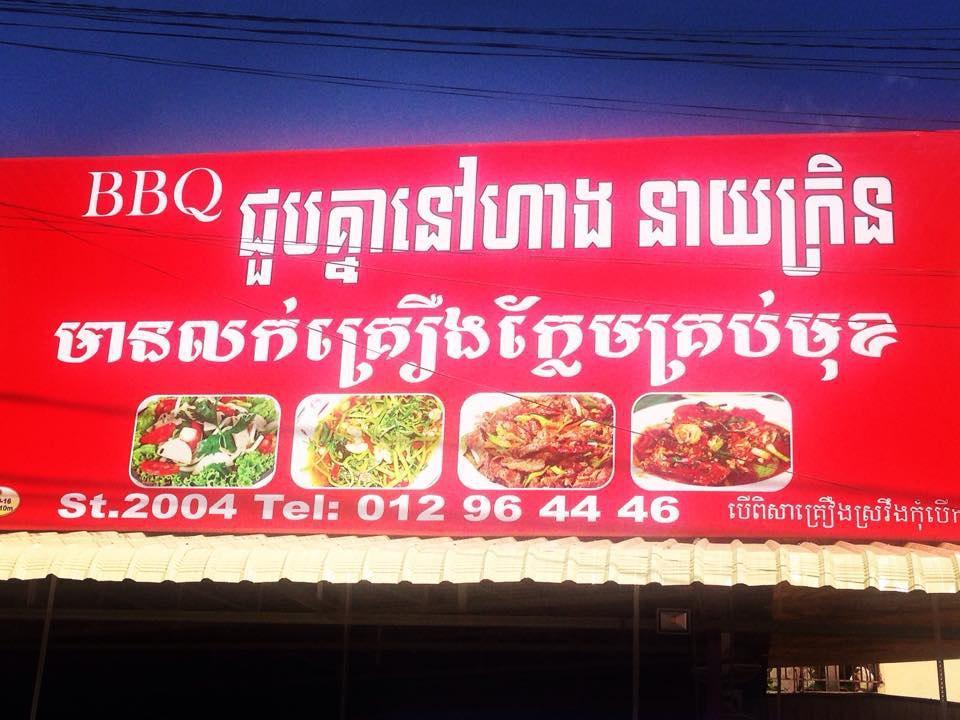 BBQ ជួបគ្នានៅហាង នាយក្រិន
មានលក់គ្រឿងក្លែមគ្រប់មុខ
St.2004 Tel: 012 96 44 46
បើពិសាគ្រឿងស្រវឹងកុំបើក